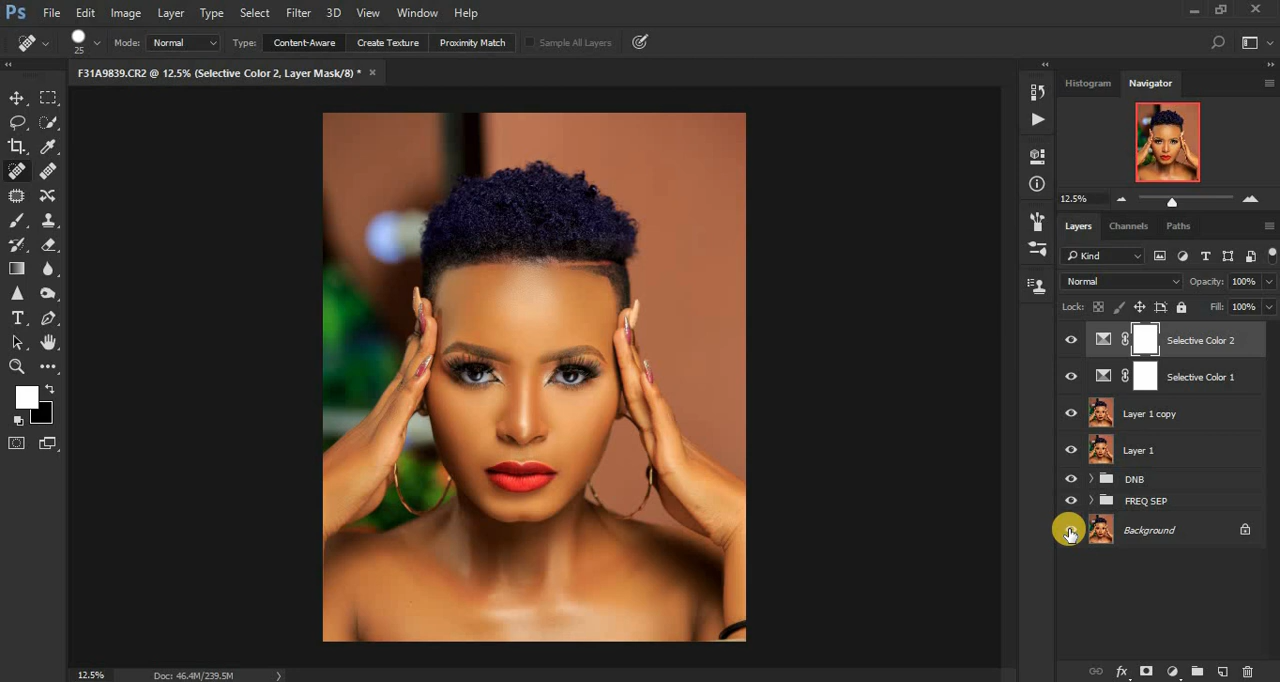 Ps File Edit Image Layer Type Select Filter 3D View Window Help
25 Mode: Normal Type: Content-Aware Create Texture Proximity Match Sample All Layers
F31A9839.CR2 @ 12.5% (Selective Color 2, Layer Mask/8) * ×
Histogram Navigator
12.5%
Layers Channels Paths
Kind T
Normal Opacity: 100%
Lock: Fill: 100%
Selective Color 2
Selective Color 1
Layer 1 copy
Layer 1
DNB
FREQ SEP
Background
fx
12.5% Doc: 46.4M/239.5M